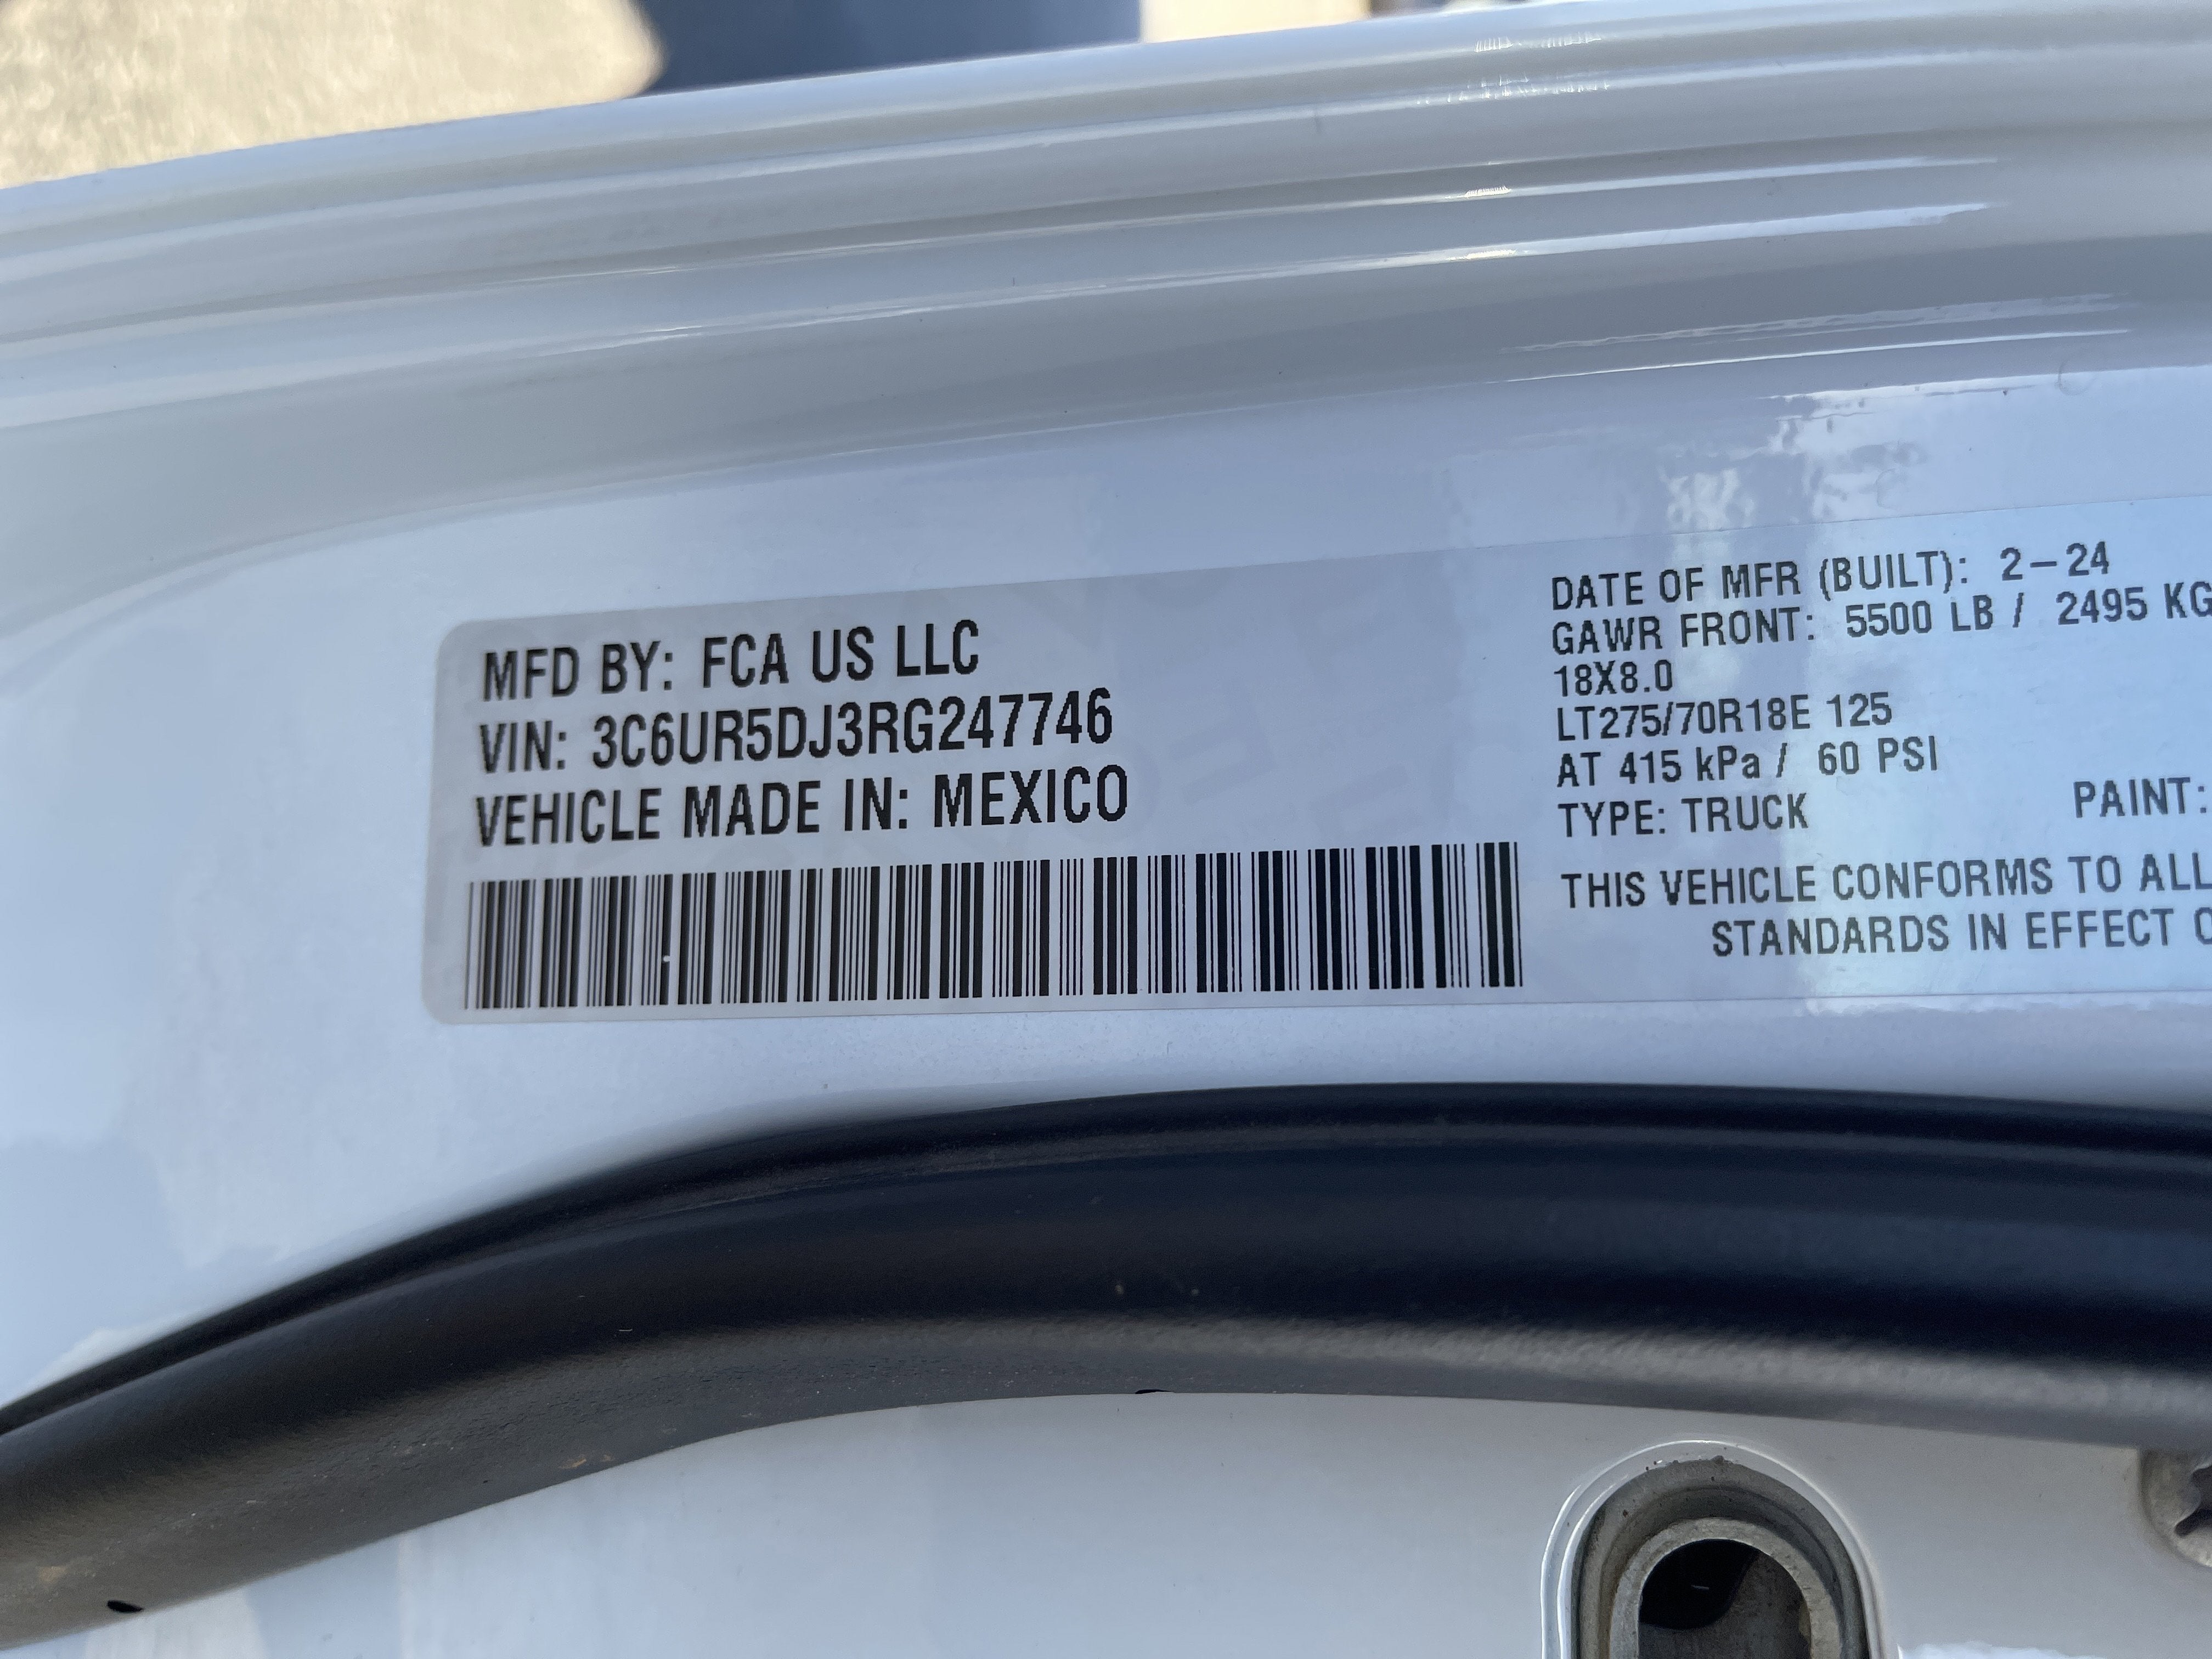 MFD BY: FCA US LLC
VIN: 3C6UR5DJ3RG247746
VEHICLE MADE IN: MEXICO
DATE OF MFR (BUILT): 2-24
GAWR FRONT: 5500 LB / 2495 KG
18X8.0
LT275/70R18E 125
AT 415 kPa / 60 PSI
TYPE: TRUCK PAINT:
THIS VEHICLE CONFORMS TO ALL
STANDARDS IN EFFECT